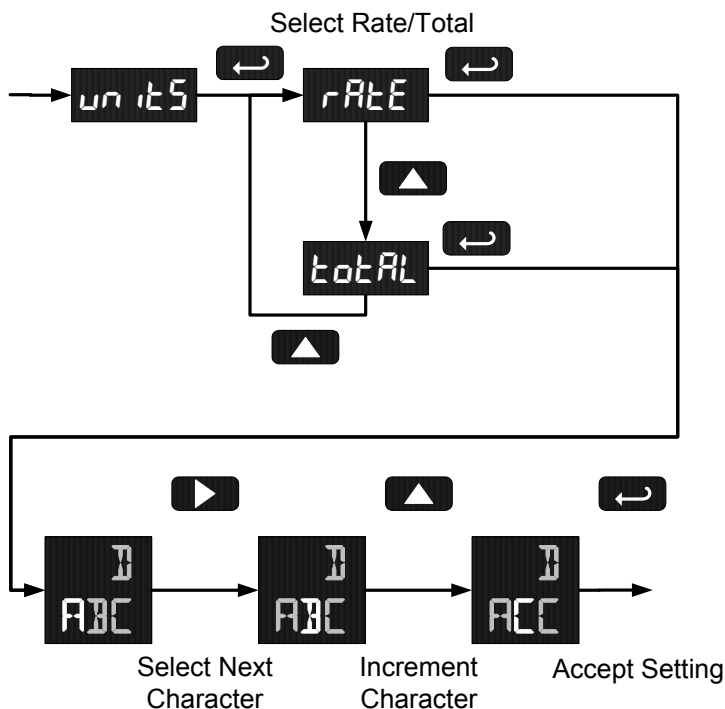 Select Rate/Total
unitS
rAtE
totAL
D
ABC
D
ABC
D
ACC
Select Next
Character
Increment
Character
Accept Setting